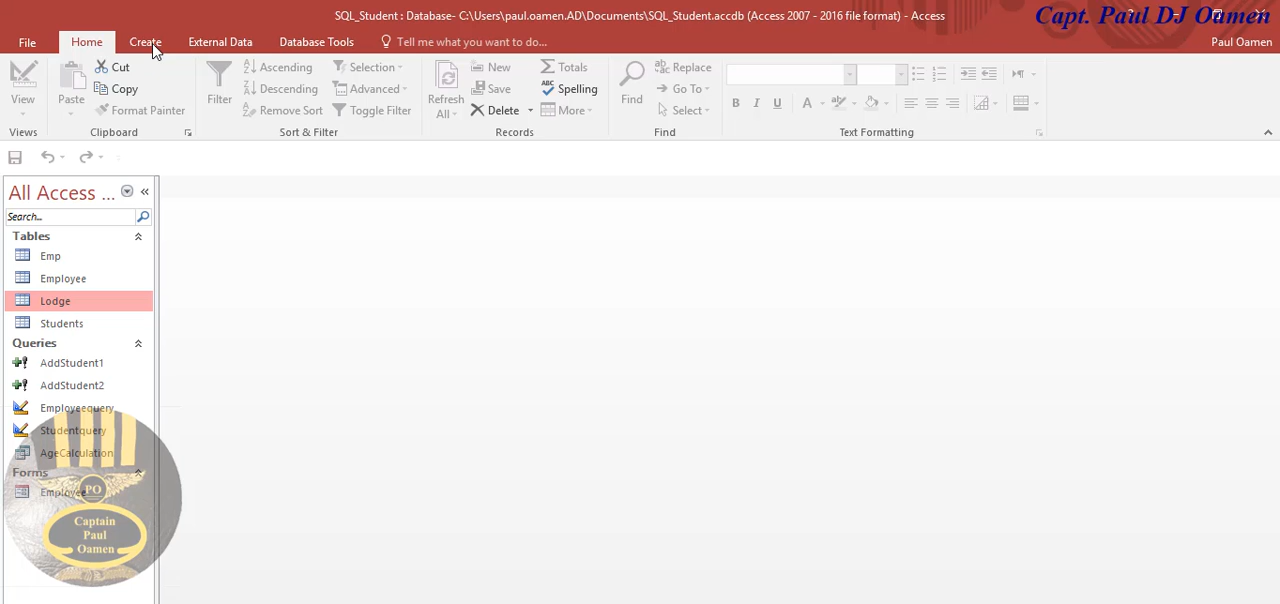 SQL_Student : Database- C:\Users\paul.oamen.AD\Documents\SQL_Student.accdb (Access 2007 - 2016 file format) - Access
Capt. Paul DJ Oamen
File Home Create External Data Database Tools Tell me what you want to do... Paul Oamen
View
Views
Paste
Cut
Copy
Format Painter
Clipboard
Filter
Ascending
Descending
Remove Sort
Selection
Advanced
Toggle Filter
Sort & Filter
Refresh
All
New
Save
Delete
Totals
Spelling
More
Records
Find
Replace
Go To
Select
Find
B I U A
Text Formatting
All Access ...
Search...
Tables
Emp
Employee
Lodge
Students
Queries
AddStudent1
AddStudent2
Employeequery
Studentquery
AgeCalculation
Forms
Employee
PO
Captain
Paul
Oamen